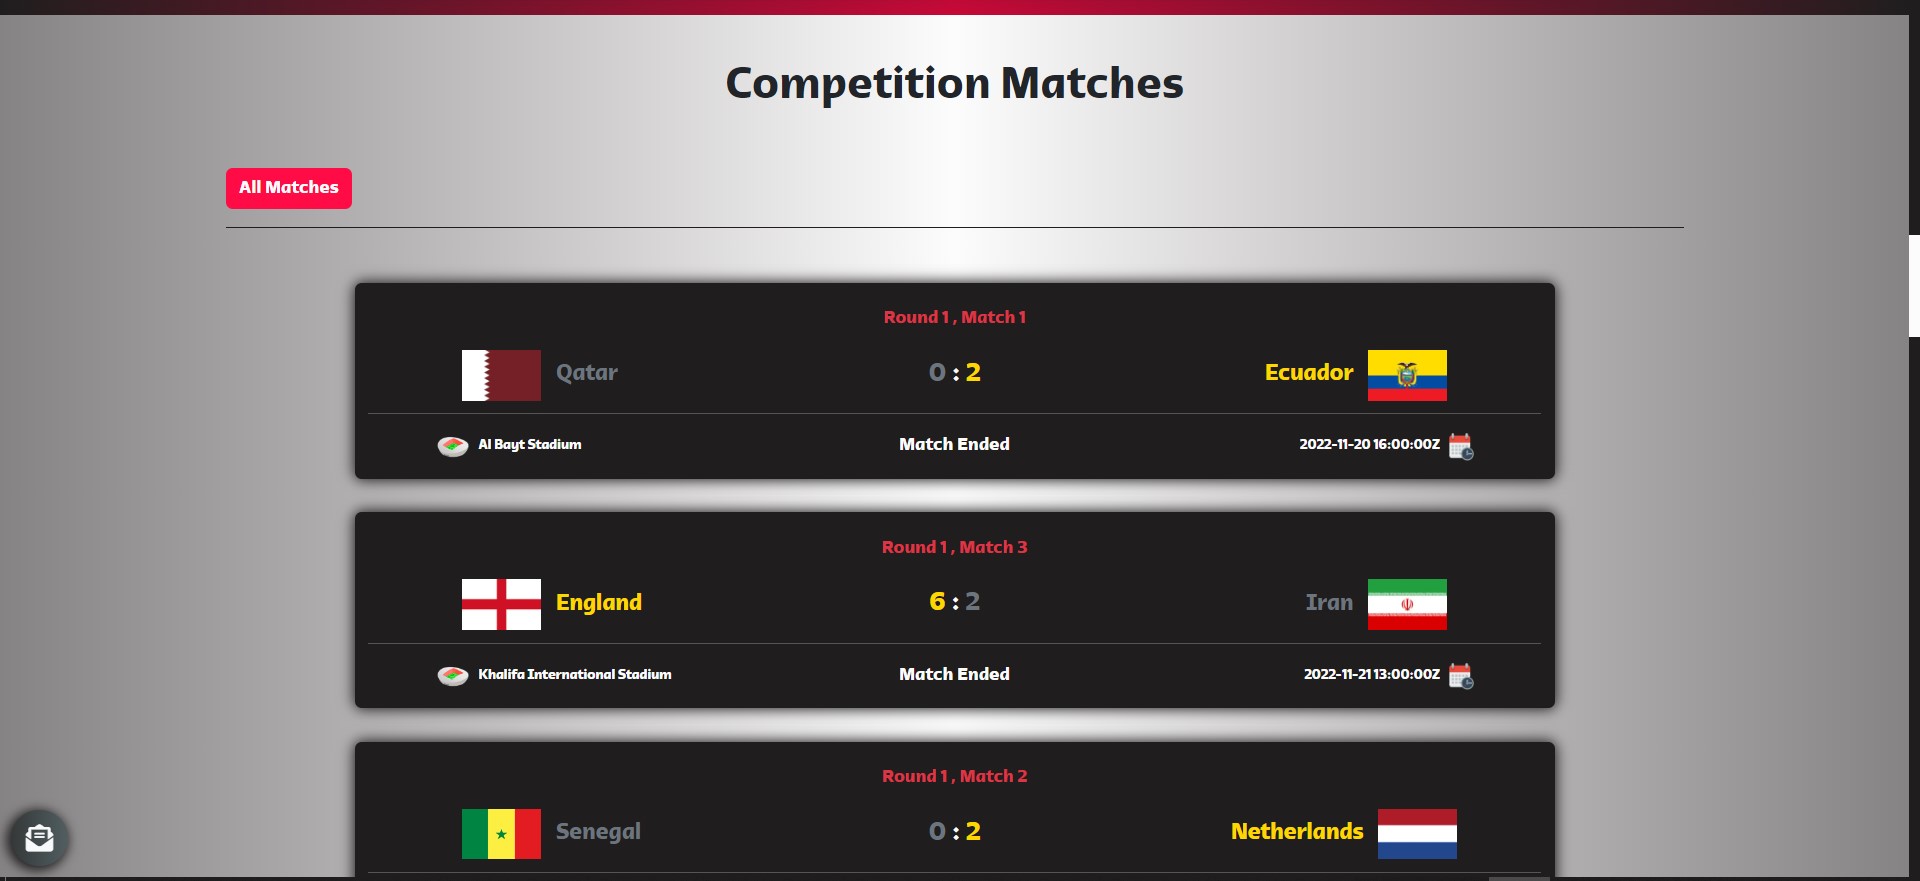 Competition Matches
All Matches
Round 1 , Match 1
Qatar 0 : 2 Ecuador
Al Bayt Stadium Match Ended 2022-11-20 16:00:00Z
Round 1 , Match 3
England 6 : 2 Iran
Khalifa International Stadium Match Ended 2022-11-21 13:00:00Z
Round 1 , Match 2
Senegal 0 : 2 Netherlands